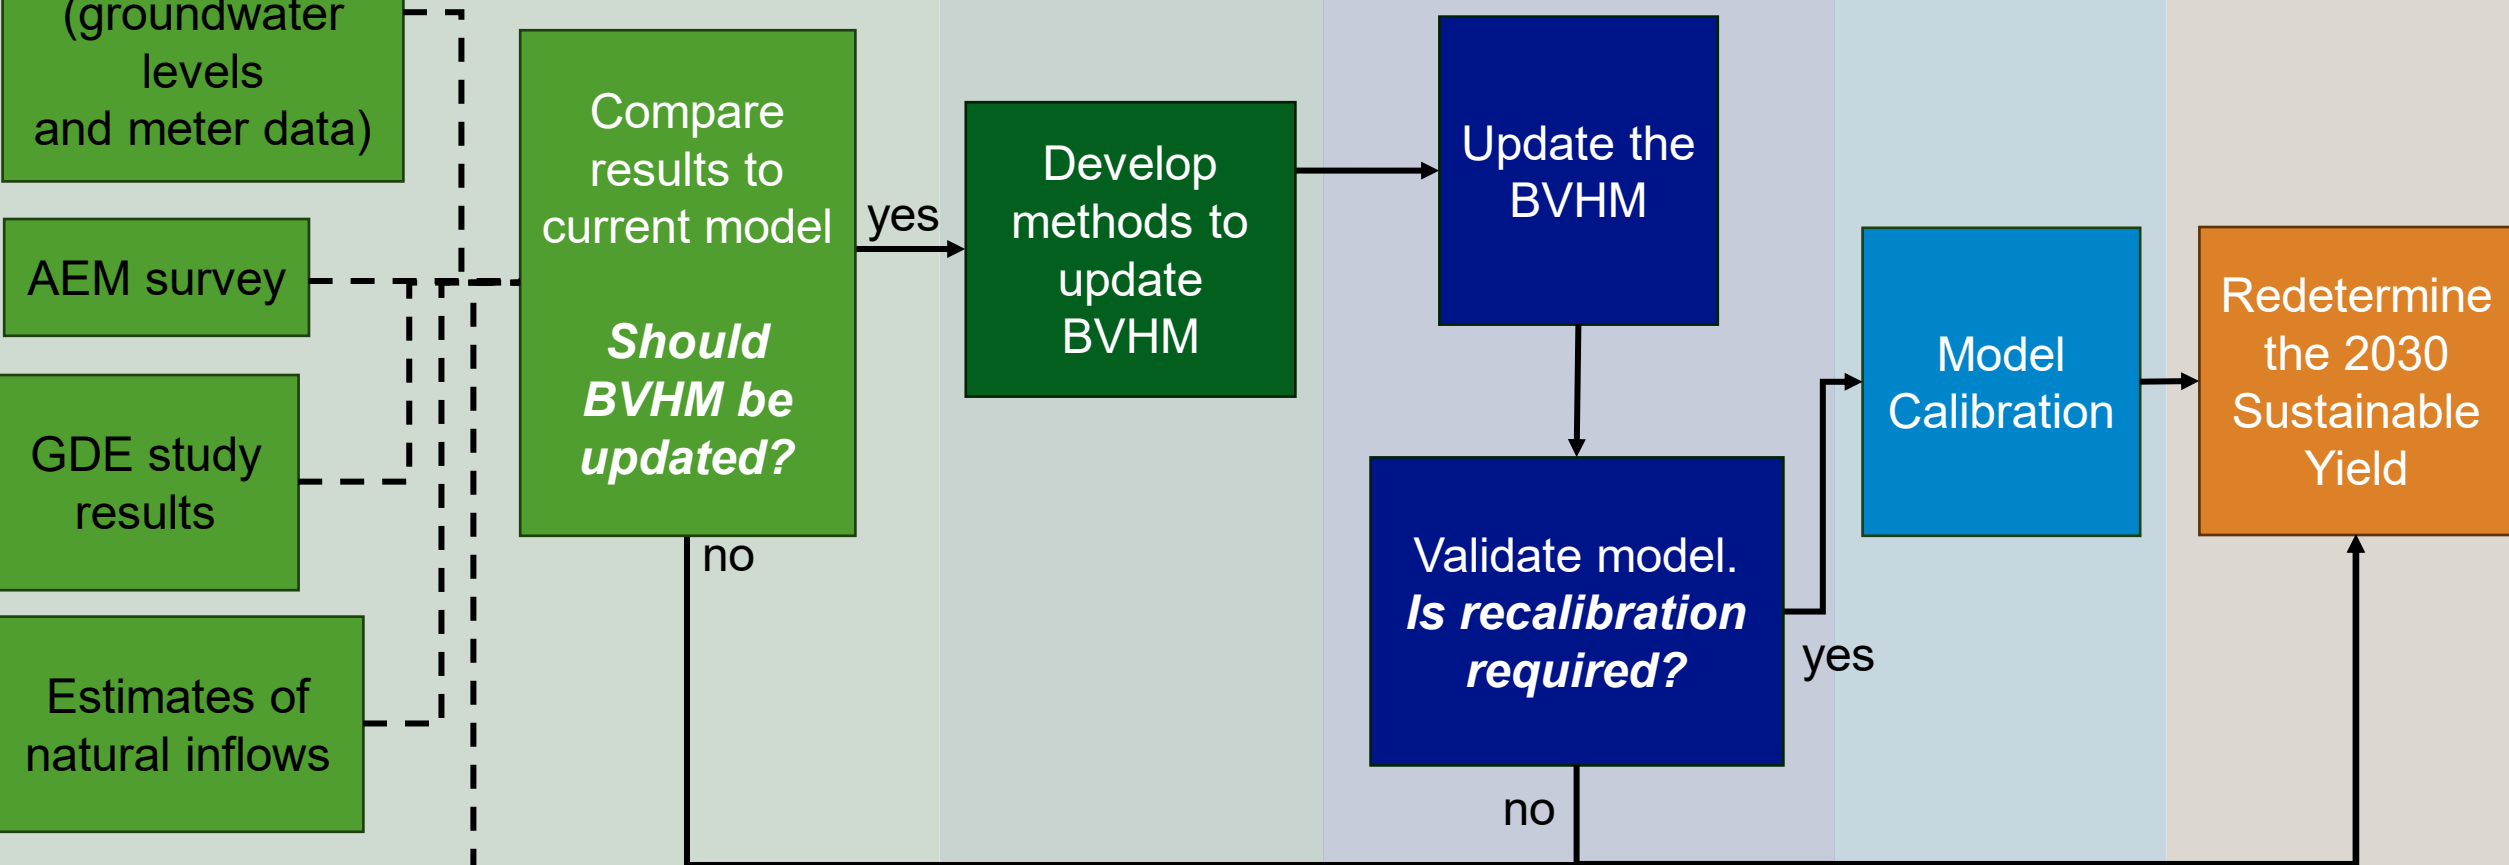 (groundwater
levels
and meter data)
AEM survey
GDE study
results
Estimates of
natural inflows
Compare
results to
current model
Should
BVHM be
updated?
yes
no
Develop
methods to
update
BVHM
Update the
BVHM
Validate model.
Is recalibration
required?
yes
no
Model
Calibration
Redetermine
the 2030
Sustainable
Yield